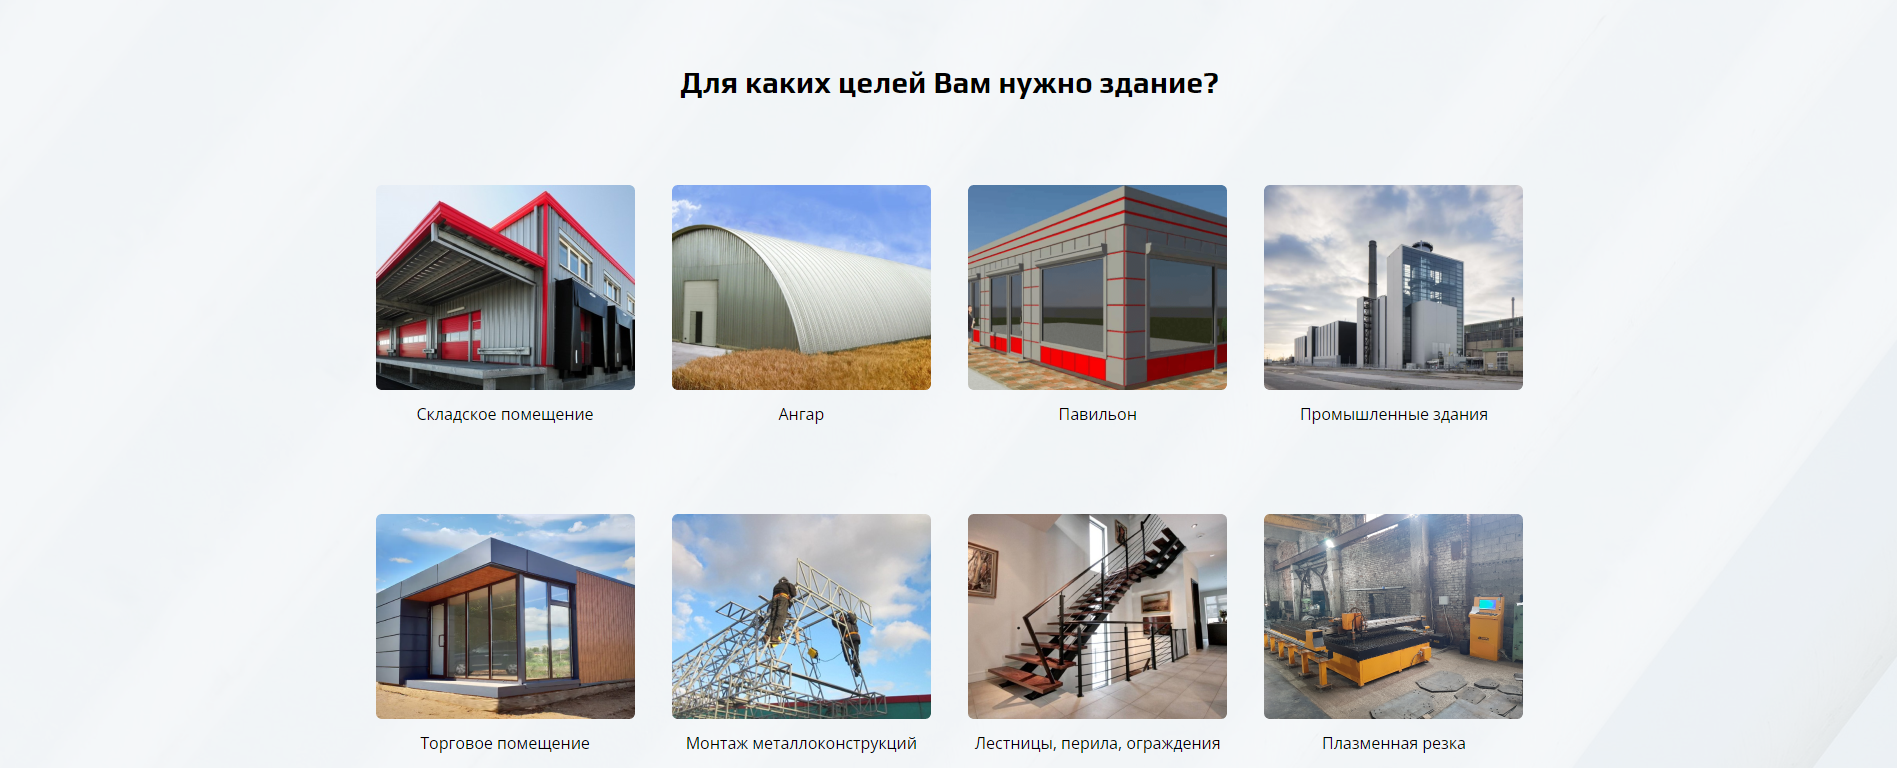 Для каких целей Вам нужно здание?
Складское помещение
Ангар
Павильон
Промышленные здания
Торговое помещение
Монтаж металлоконструкций
Лестницы, перила, ограждения
Плазменная резка